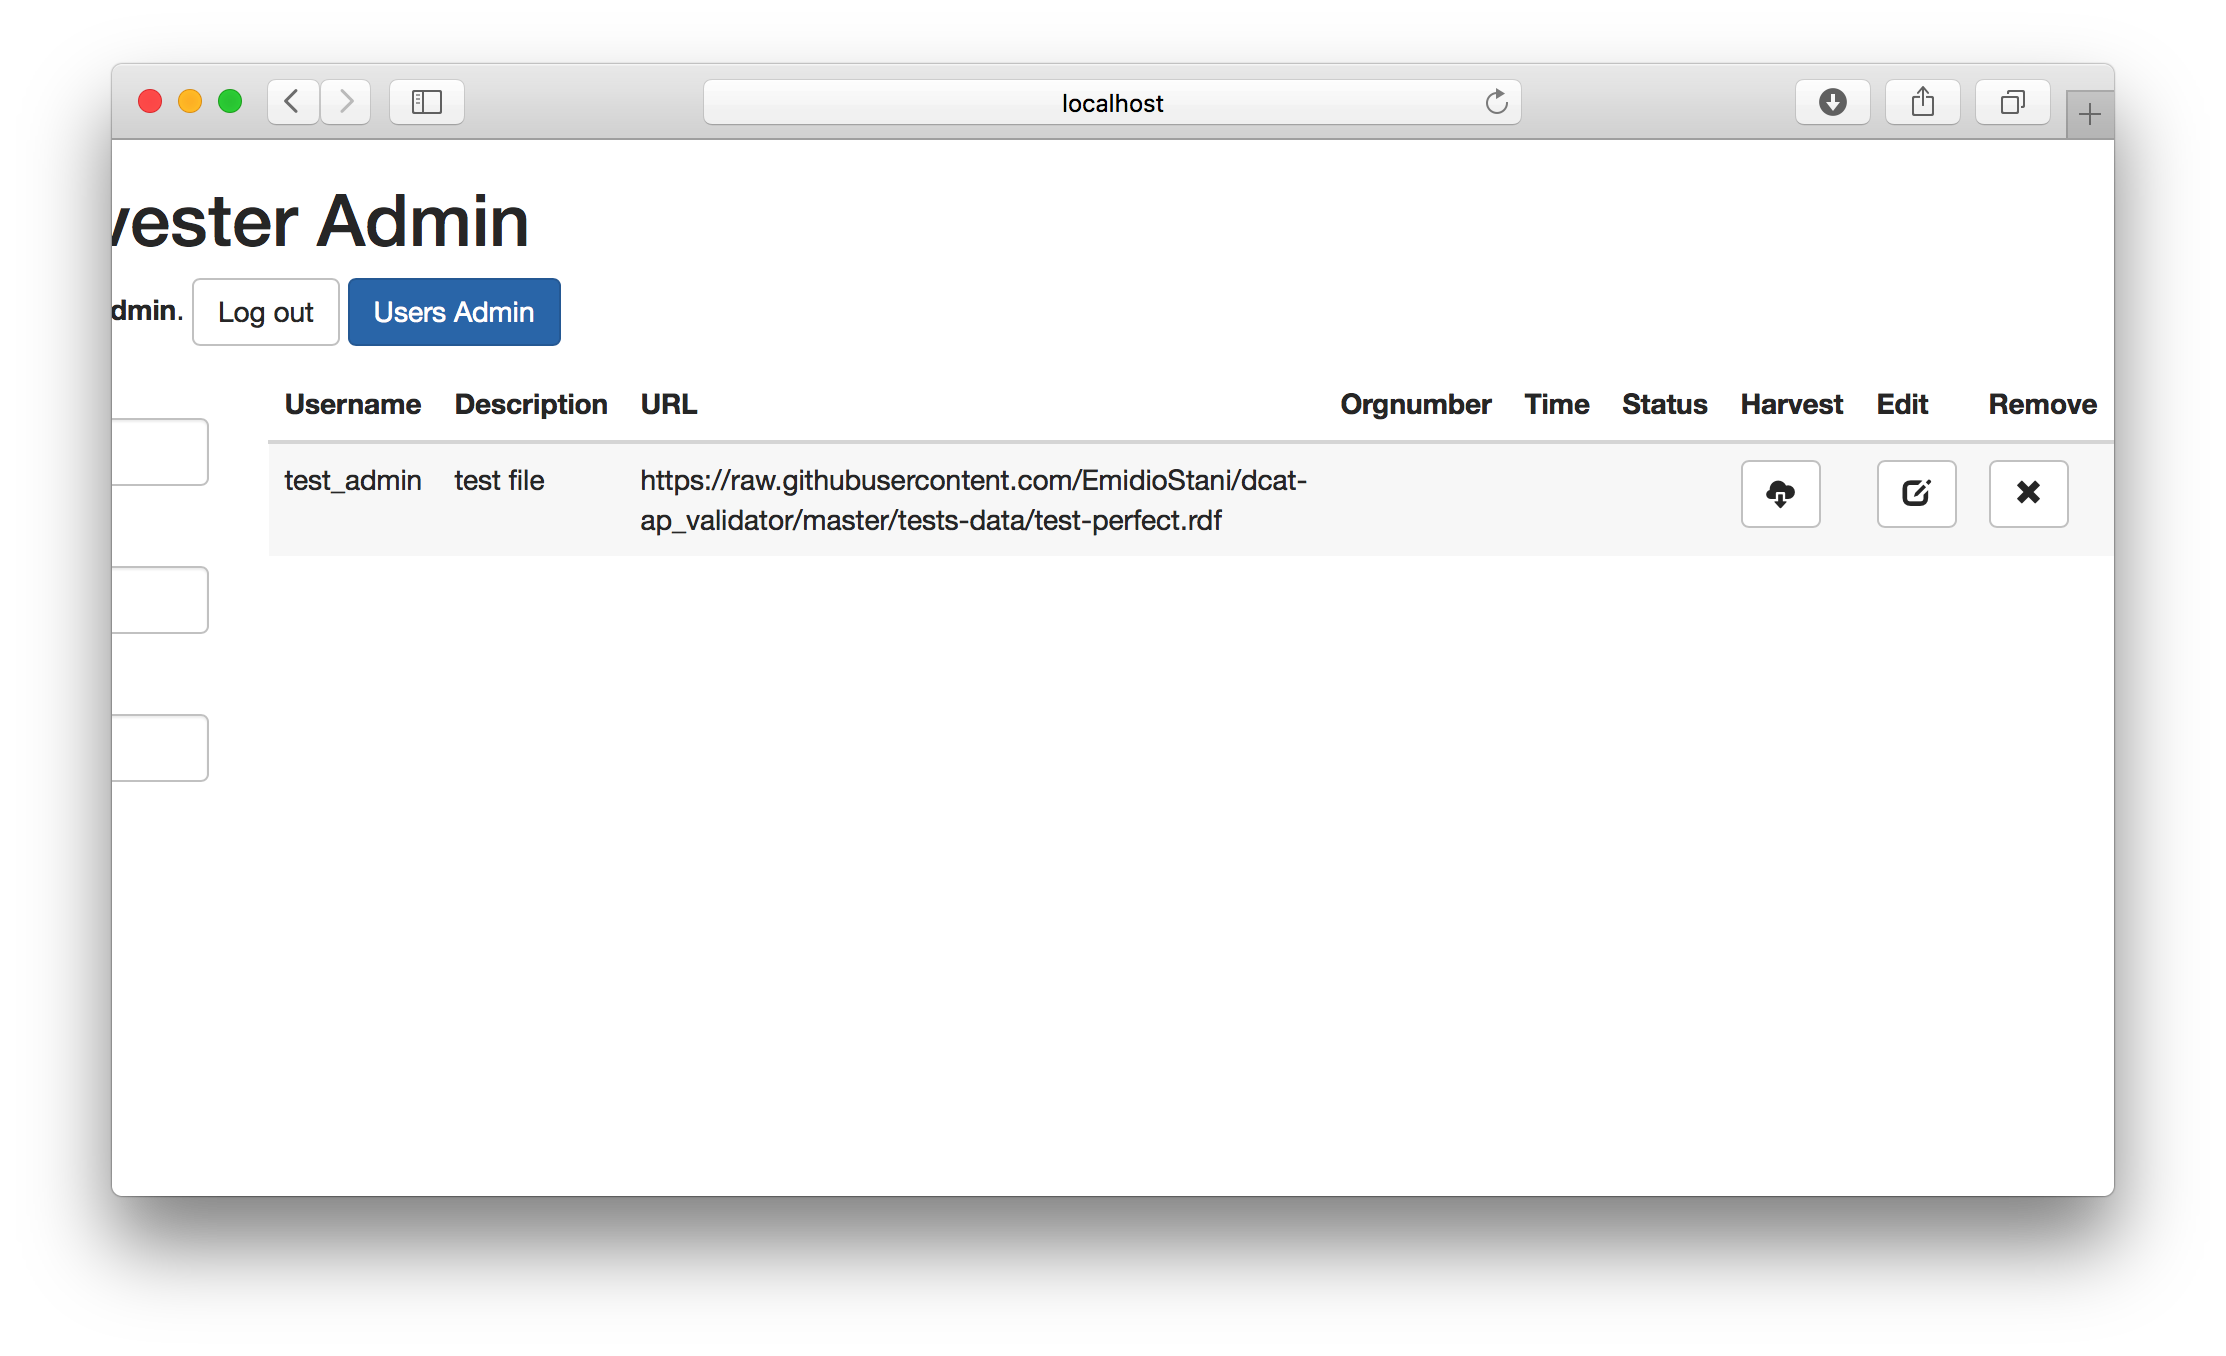 localhost
vester Admin
dmin. Log out Users Admin
Username Description URL Orgnumber Time Status Harvest Edit Remove
test_admin test file https://raw.githubusercontent.com/EmidioStani/dcat-
ap_validator/master/tests-data/test-perfect.rdf